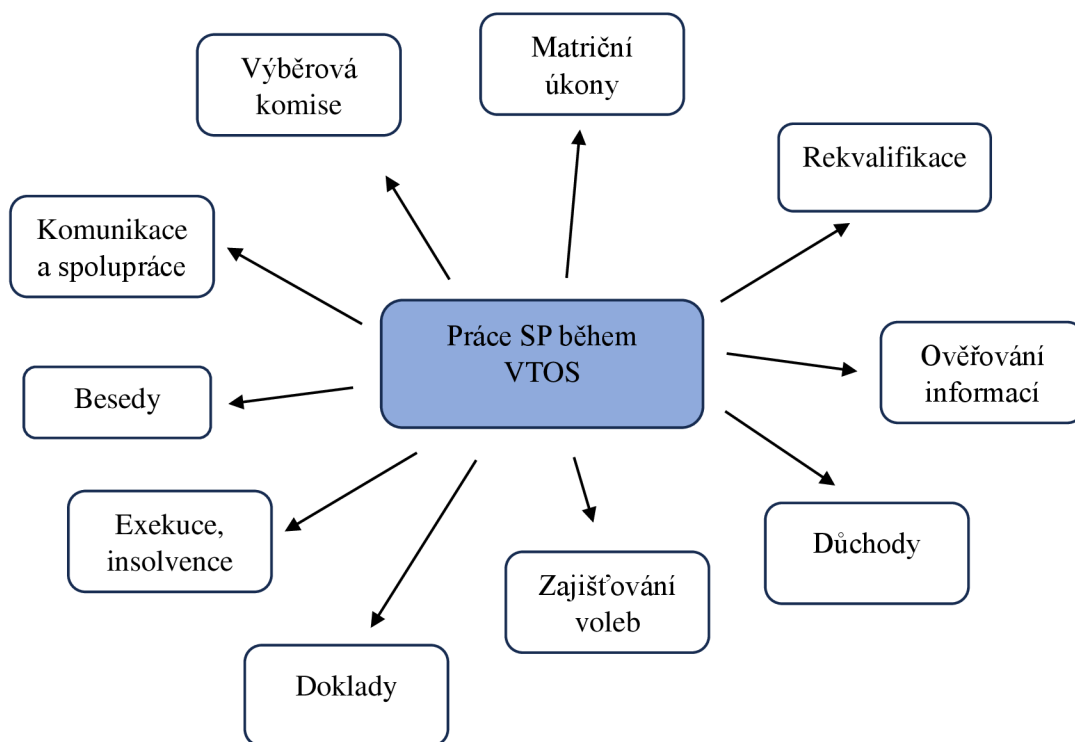 Výběrová
komise
Matriční
úkony
Rekvalifikace
Komunikace
a spolupráce
Práce SP během
VTOS
Ověřování
informací
Besedy
Exekuce,
insolvence
Důchody
Zajišťování
voleb
Doklady